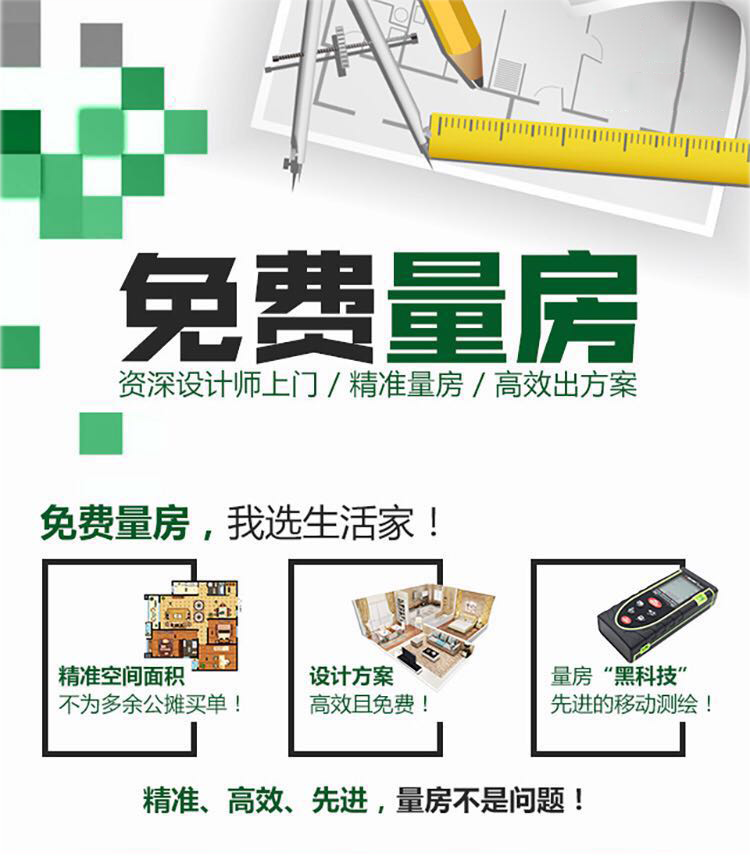 免费量房
资深设计师上门 / 精准量房 / 高效出方案
免费量房，我选生活家！
精准空间面积
不为多余公摊买单！
设计方案
高效且免费！
量房“黑科技”
先进的移动测绘！
精准、高效、先进，量房不是问题！